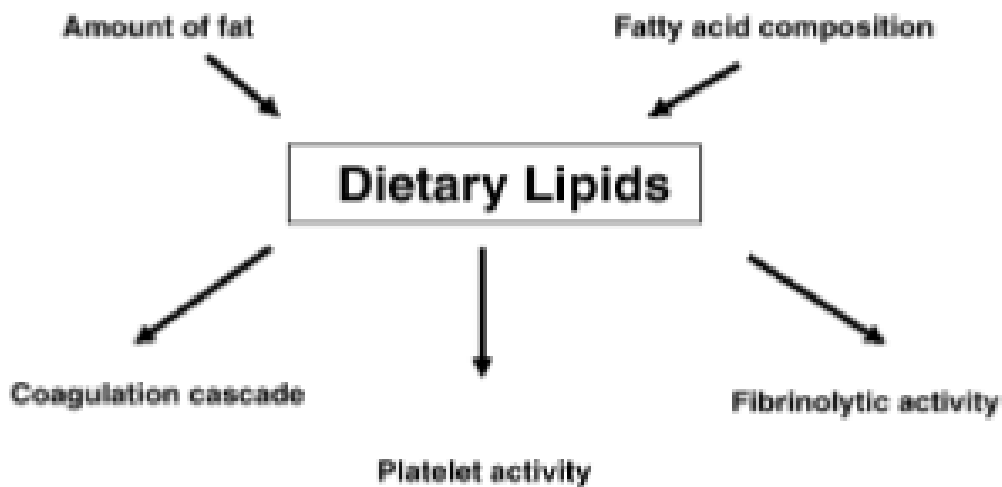 Amount of fat
Fatty acid composition
Dietary Lipids
Coagulation cascade
Fibrinolytic activity
Platelet activity